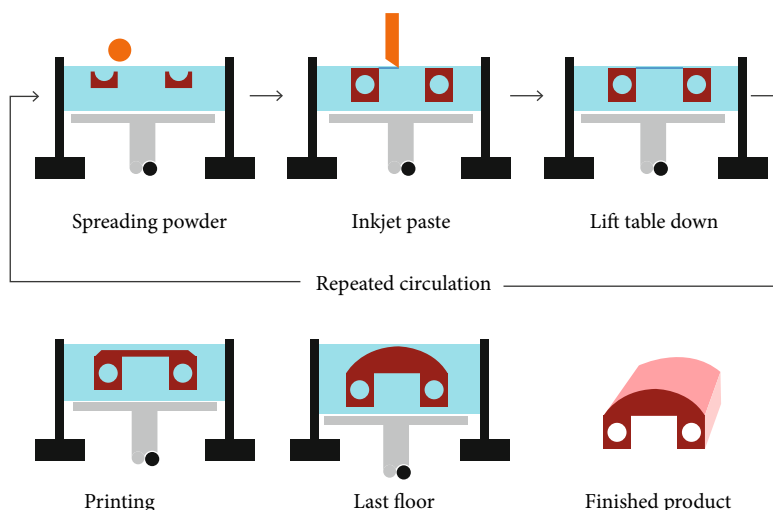 Spreading powder
Inkjet paste
Lift table down
Repeated circulation
Printing
Last floor
Finished product